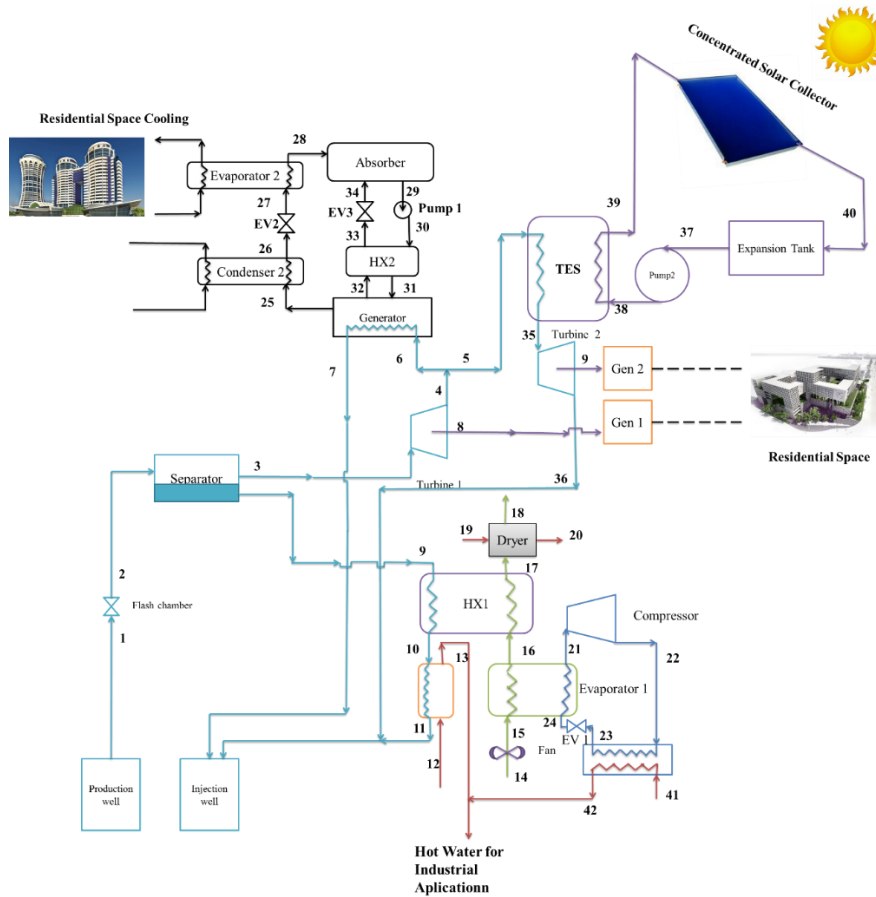 Concentrated Solar Collector
Residential Space Cooling
28
Absorber
Evaporator 2
34
29
39
27
EV3
Pump 1
40
EV2
33
30
37
26
TES
Expansion Tank
HX2
Pump2
Condenser 2
32
31
25
38
Generator
35
Turbine 2
7
6
5
9
Gen 2
4
8
Gen 1
3
Residential Space
Separator
Turbine 1
36
18
19
20
Dryer
9
2
17
HX1
Flash chamber
Compressor
1
10
13
16
21
22
Evaporator 1
24
11
15
EV 1
23
Fan
12
14
Production
well
Injection
well
42
41
Hot Water for
Industrial
Aplicationn